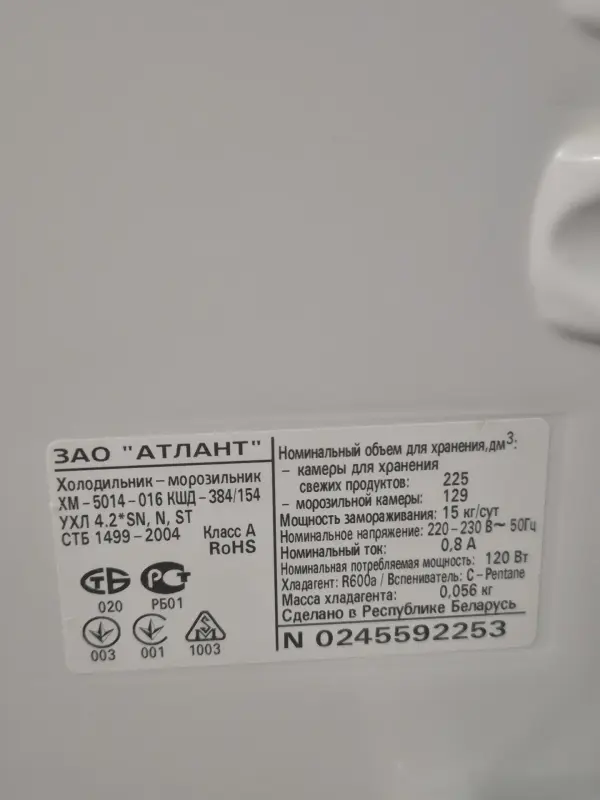 ЗАО "АТЛАНТ"
Холодильник – морозильник
ХМ – 5014 – 016 КШД – 384/154
УХЛ 4.2*SN, N, ST
СТБ 1499 – 2004 Класс А
RoHS
СТБ РСТ
020 РБ01
003 001 1003
Номинальный объем для хранения,дм³:
– камеры для хранения
свежих продуктов: 225
– морозильной камеры: 129
Мощность замораживания: 15 кг/сут
Номинальное напряжение: 220 – 230 В~ 50Гц
Номинальный ток: 0,8 А
Номинальная потребляемая мощность: 120 Вт
Хладагент: R600a / Вспениватель: C – Pentane
Масса хладагента: 0,056 кг
Сделано в Республике Беларусь
N 0245592253